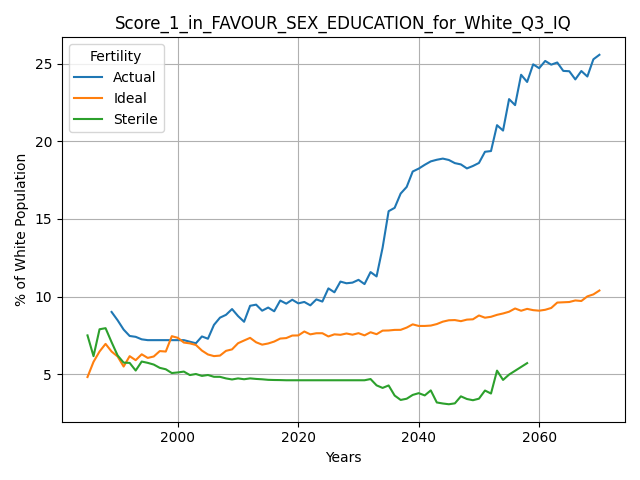 Score_1_in_FAVOUR_SEX_EDUCATION_for_White_Q3_IQ
Fertility
Actual
Ideal
Sterile
% of White Population
25
20
15
10
5
2000 2020 2040 2060
Years